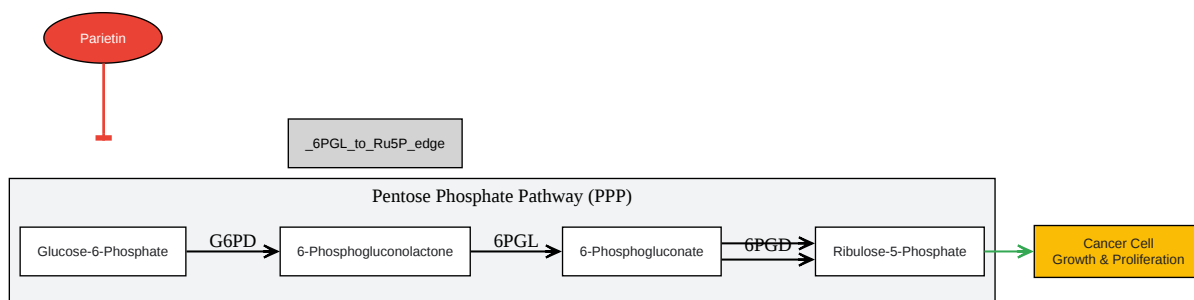 Parietin
_6PGL_to_Ru5P_edge
Pentose Phosphate Pathway (PPP)
Glucose-6-Phosphate
G6PD
6-Phosphogluconolactone
6PGL
6-Phosphogluconate
6PGD
Ribulose-5-Phosphate
Cancer Cell
Growth & Proliferation